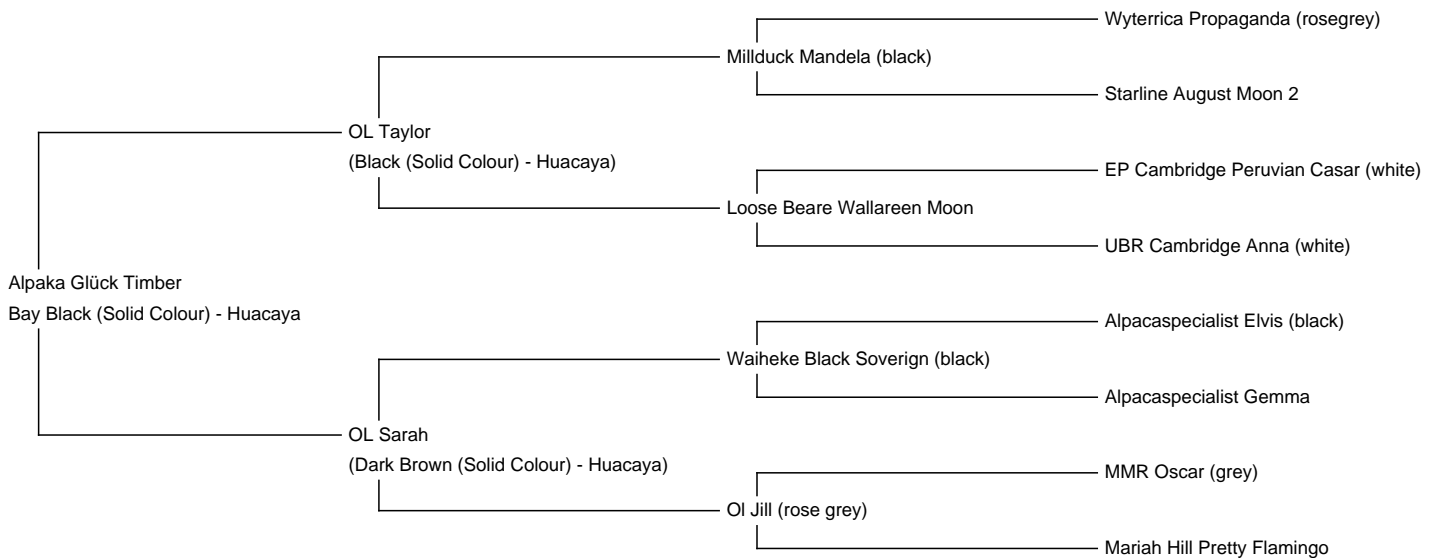 Wyterrica Propaganda (rosegrey)
Millduck Mandela (black)
Starline August Moon 2
OL Taylor
(Black (Solid Colour) - Huacaya)
EP Cambridge Peruvian Casar (white)
Loose Beare Wallareen Moon
UBR Cambridge Anna (white)
Alpaka Glück Timber
Bay Black (Solid Colour) - Huacaya
Alpacaspecialist Elvis (black)
Waiheke Black Soverign (black)
Alpacaspecialist Gemma
OL Sarah
(Dark Brown (Solid Colour) - Huacaya)
MMR Oscar (grey)
Ol Jill (rose grey)
Mariah Hill Pretty Flamingo